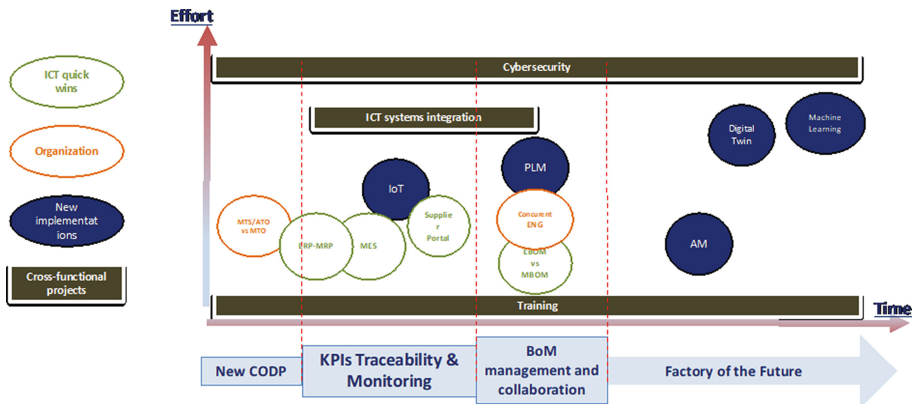 Effort
ICT quick
wins
Organization
New
implementat
ions
Cross-functional
projects
Cybersecurity
ICT systems integration
Digital
Twin
Machine
Learning
PLM
IoT
MTS/ATO
vs MTO
ERP-MRP
MES
Supplie
r
Portal
Concurent
ENG
EBOM
vs
MBOM
AM
Training
Time
New CODP
KPIs Traceability &
Monitoring
BoM
management and
collaboration
Factory of the Future